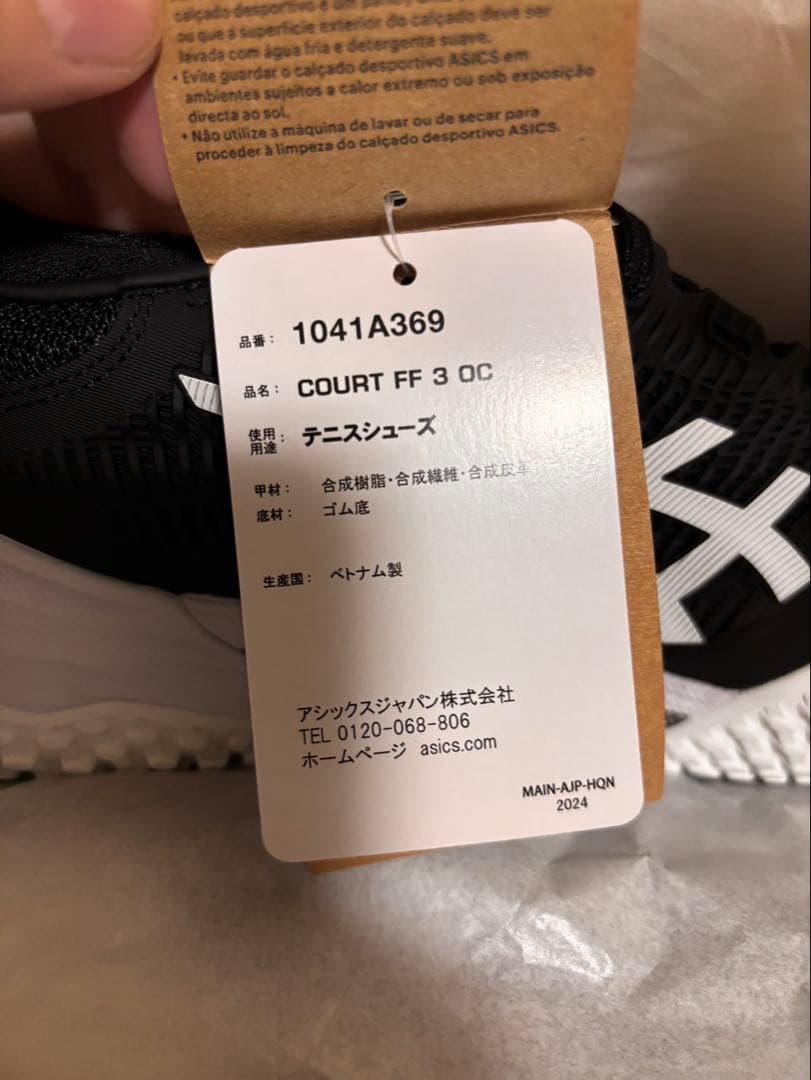 calçado desportivo é um pano,
ou que a superfície exterior do calçado deve ser
lavada com água fria e detergente suave.
• Evite guardar o calçado desportivo ASICS em
ambientes sujeitos a calor extremo ou sob exposição
directa ao sol.
• Não utilize a máquina de lavar ou de secar para
proceder à limpeza do calçado desportivo ASICS.
品番： 1041A369
品名： COURT FF 3 OC
使用用途： テニスシューズ
甲材： 合成樹脂・合成繊維・合成皮革
底材： ゴム底
生産国： ベトナム製
アシックスジャパン株式会社
TEL 0120-068-806
ホームページ asics.com
MAIN-AJP-HQN
2024